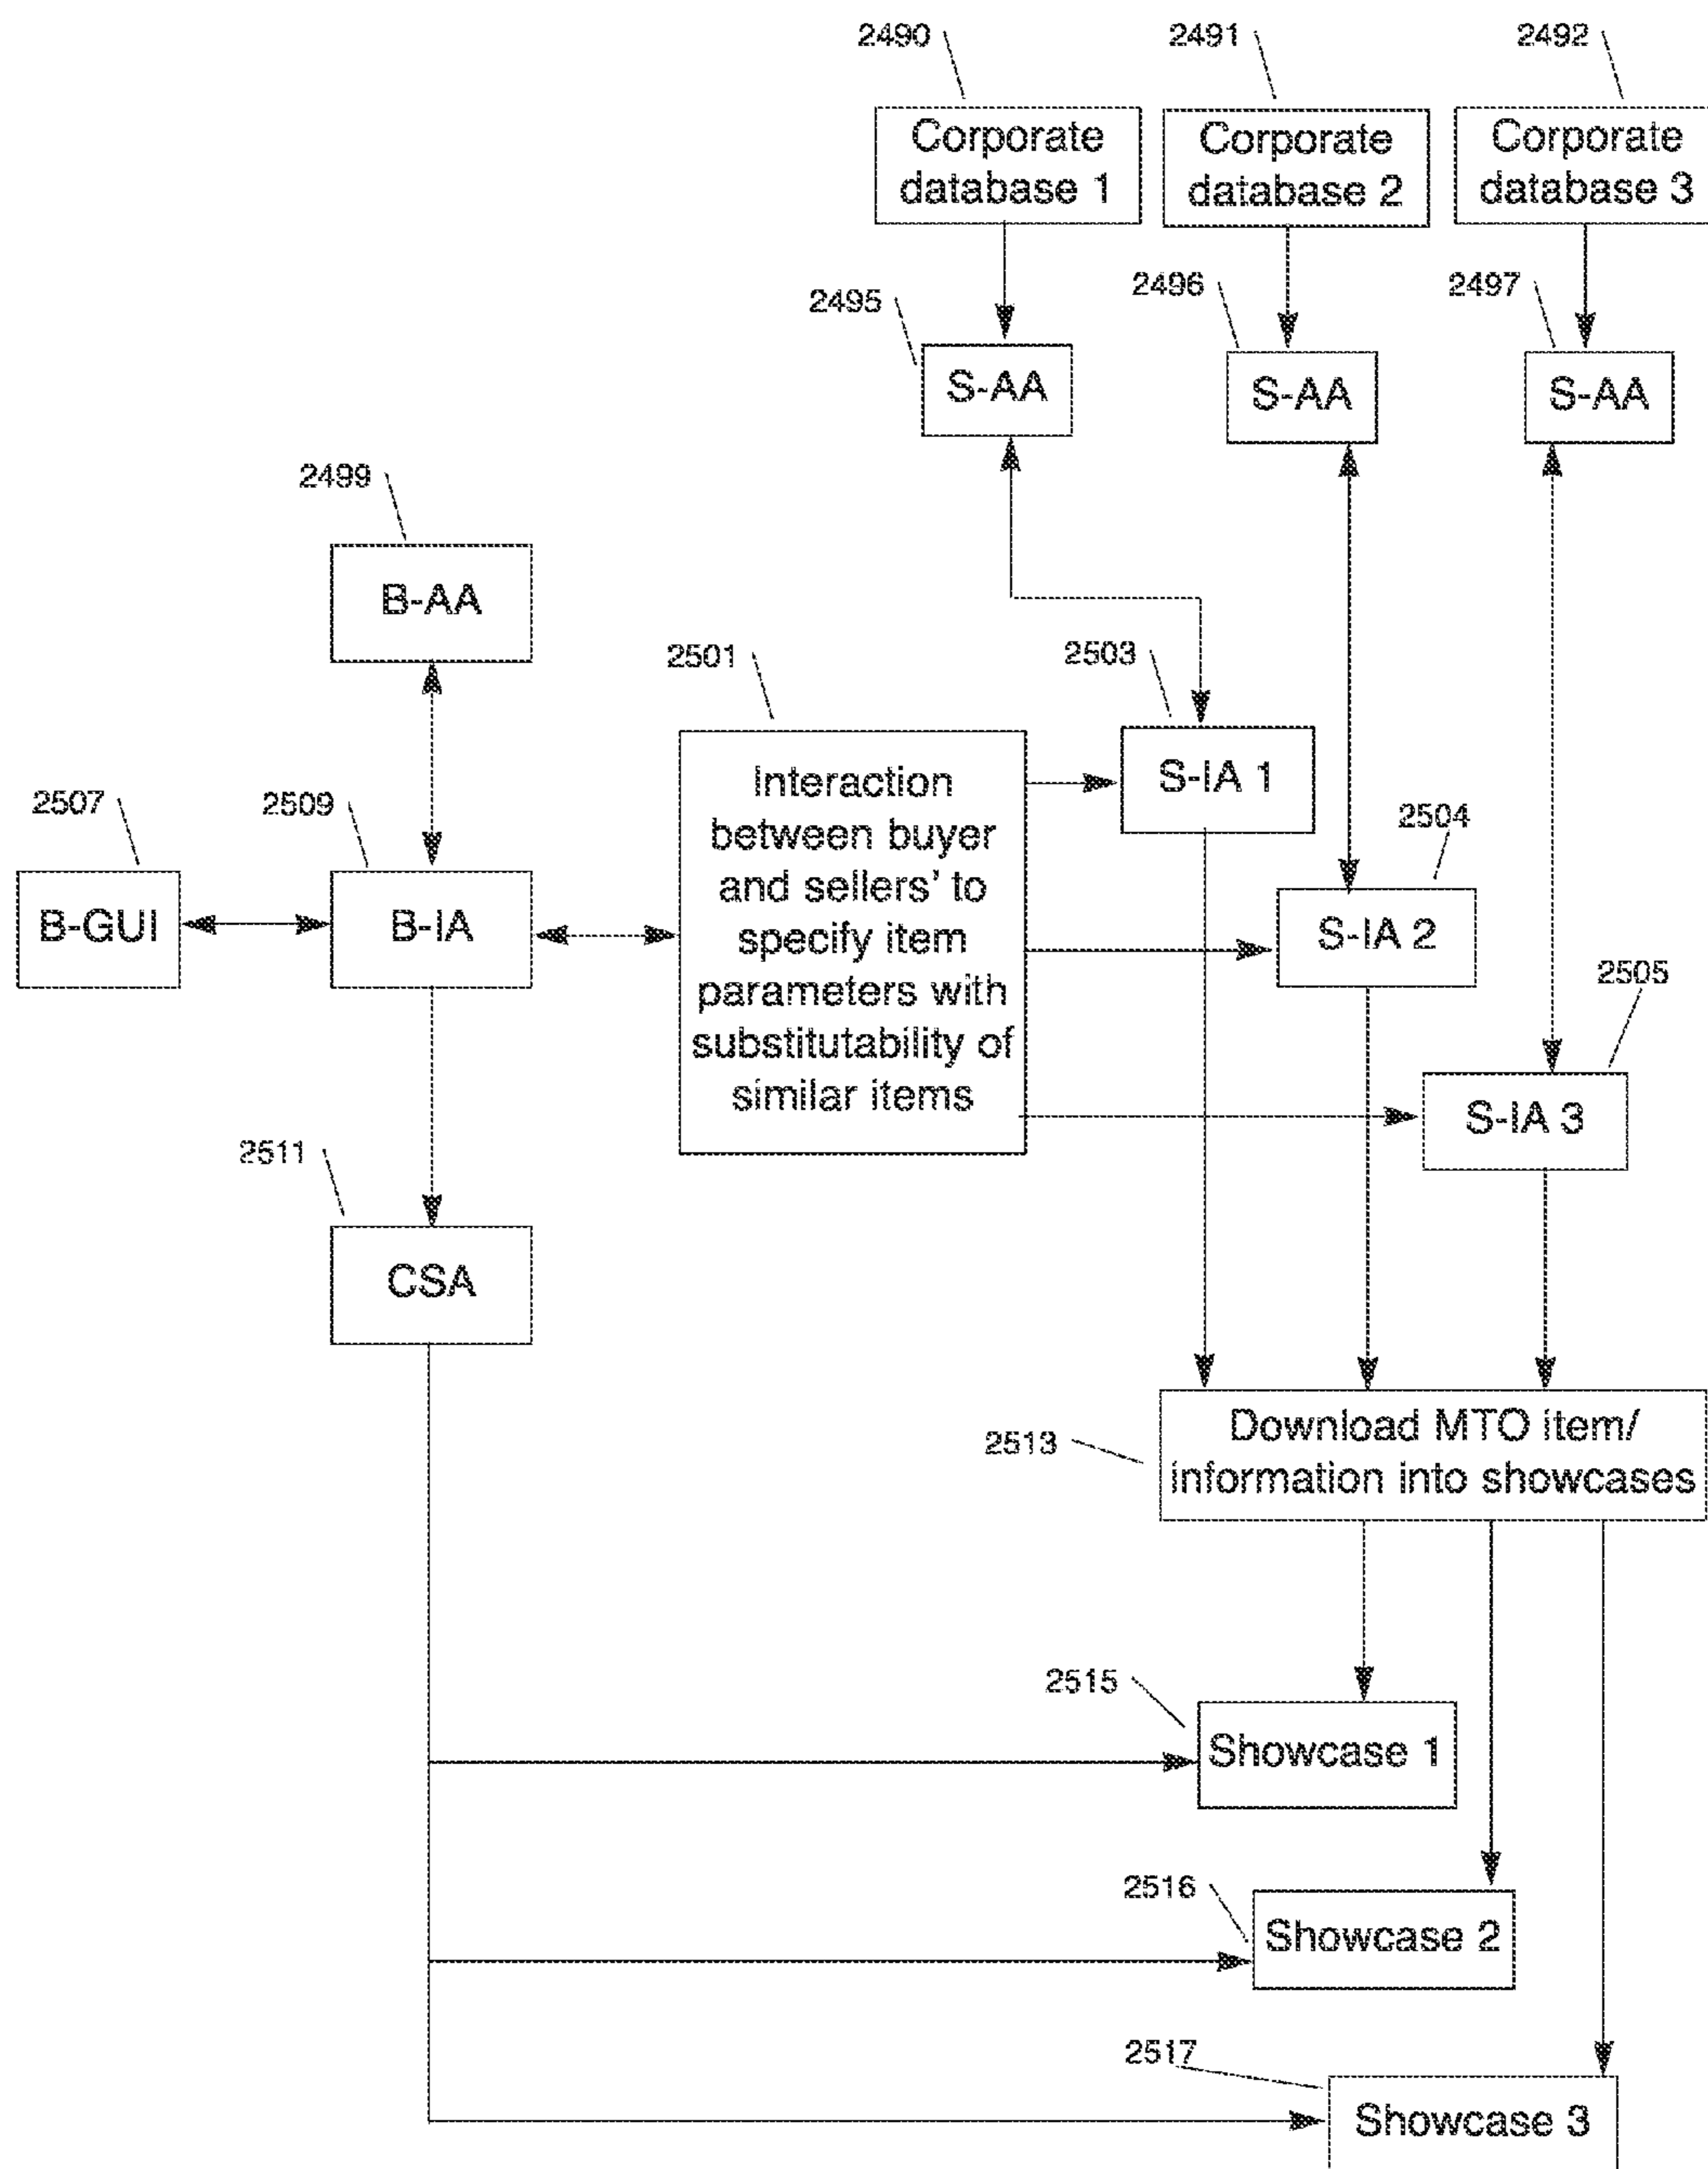 2490
2491
2492
Corporate
database 1
Corporate
database 2
Corporate
database 3
2495
2496
2497
S-AA
S-AA
S-AA
2499
B-AA
2501
2503
Interaction
between buyer
and sellers' to
specify item
parameters with
substitutability of
similar items
S-IA 1
2507
2509
2504
B-GUI
B-IA
S-IA 2
2505
S-IA 3
2511
CSA
2513
Download MTO item/
information into showcases
2515
Showcase 1
2516
Showcase 2
2517
Showcase 3